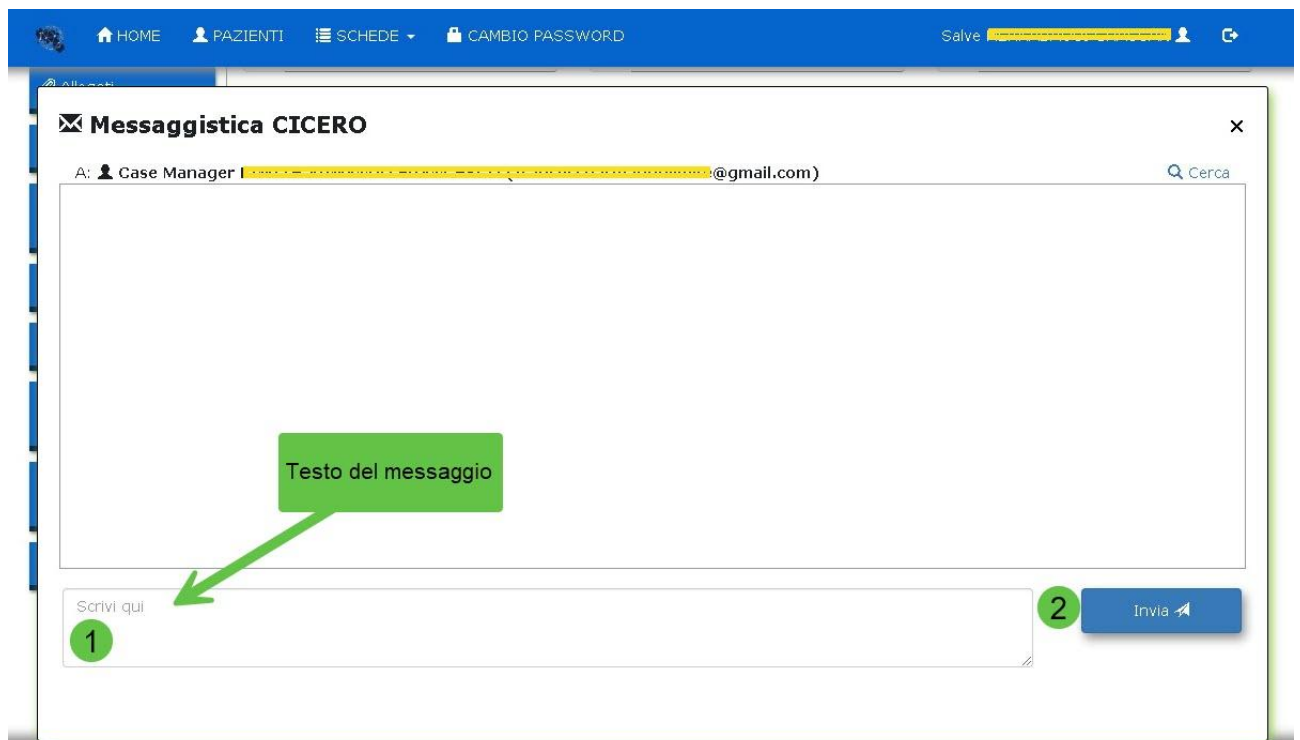 HOME PAZIENTI SCHEDE CAMBIO PASSWORD Salve
Allegati
Messaggistica CICERO ×
A: Case Manager @gmail.com) Cerca
Testo del messaggio
Scrivi qui
1
2 Invia